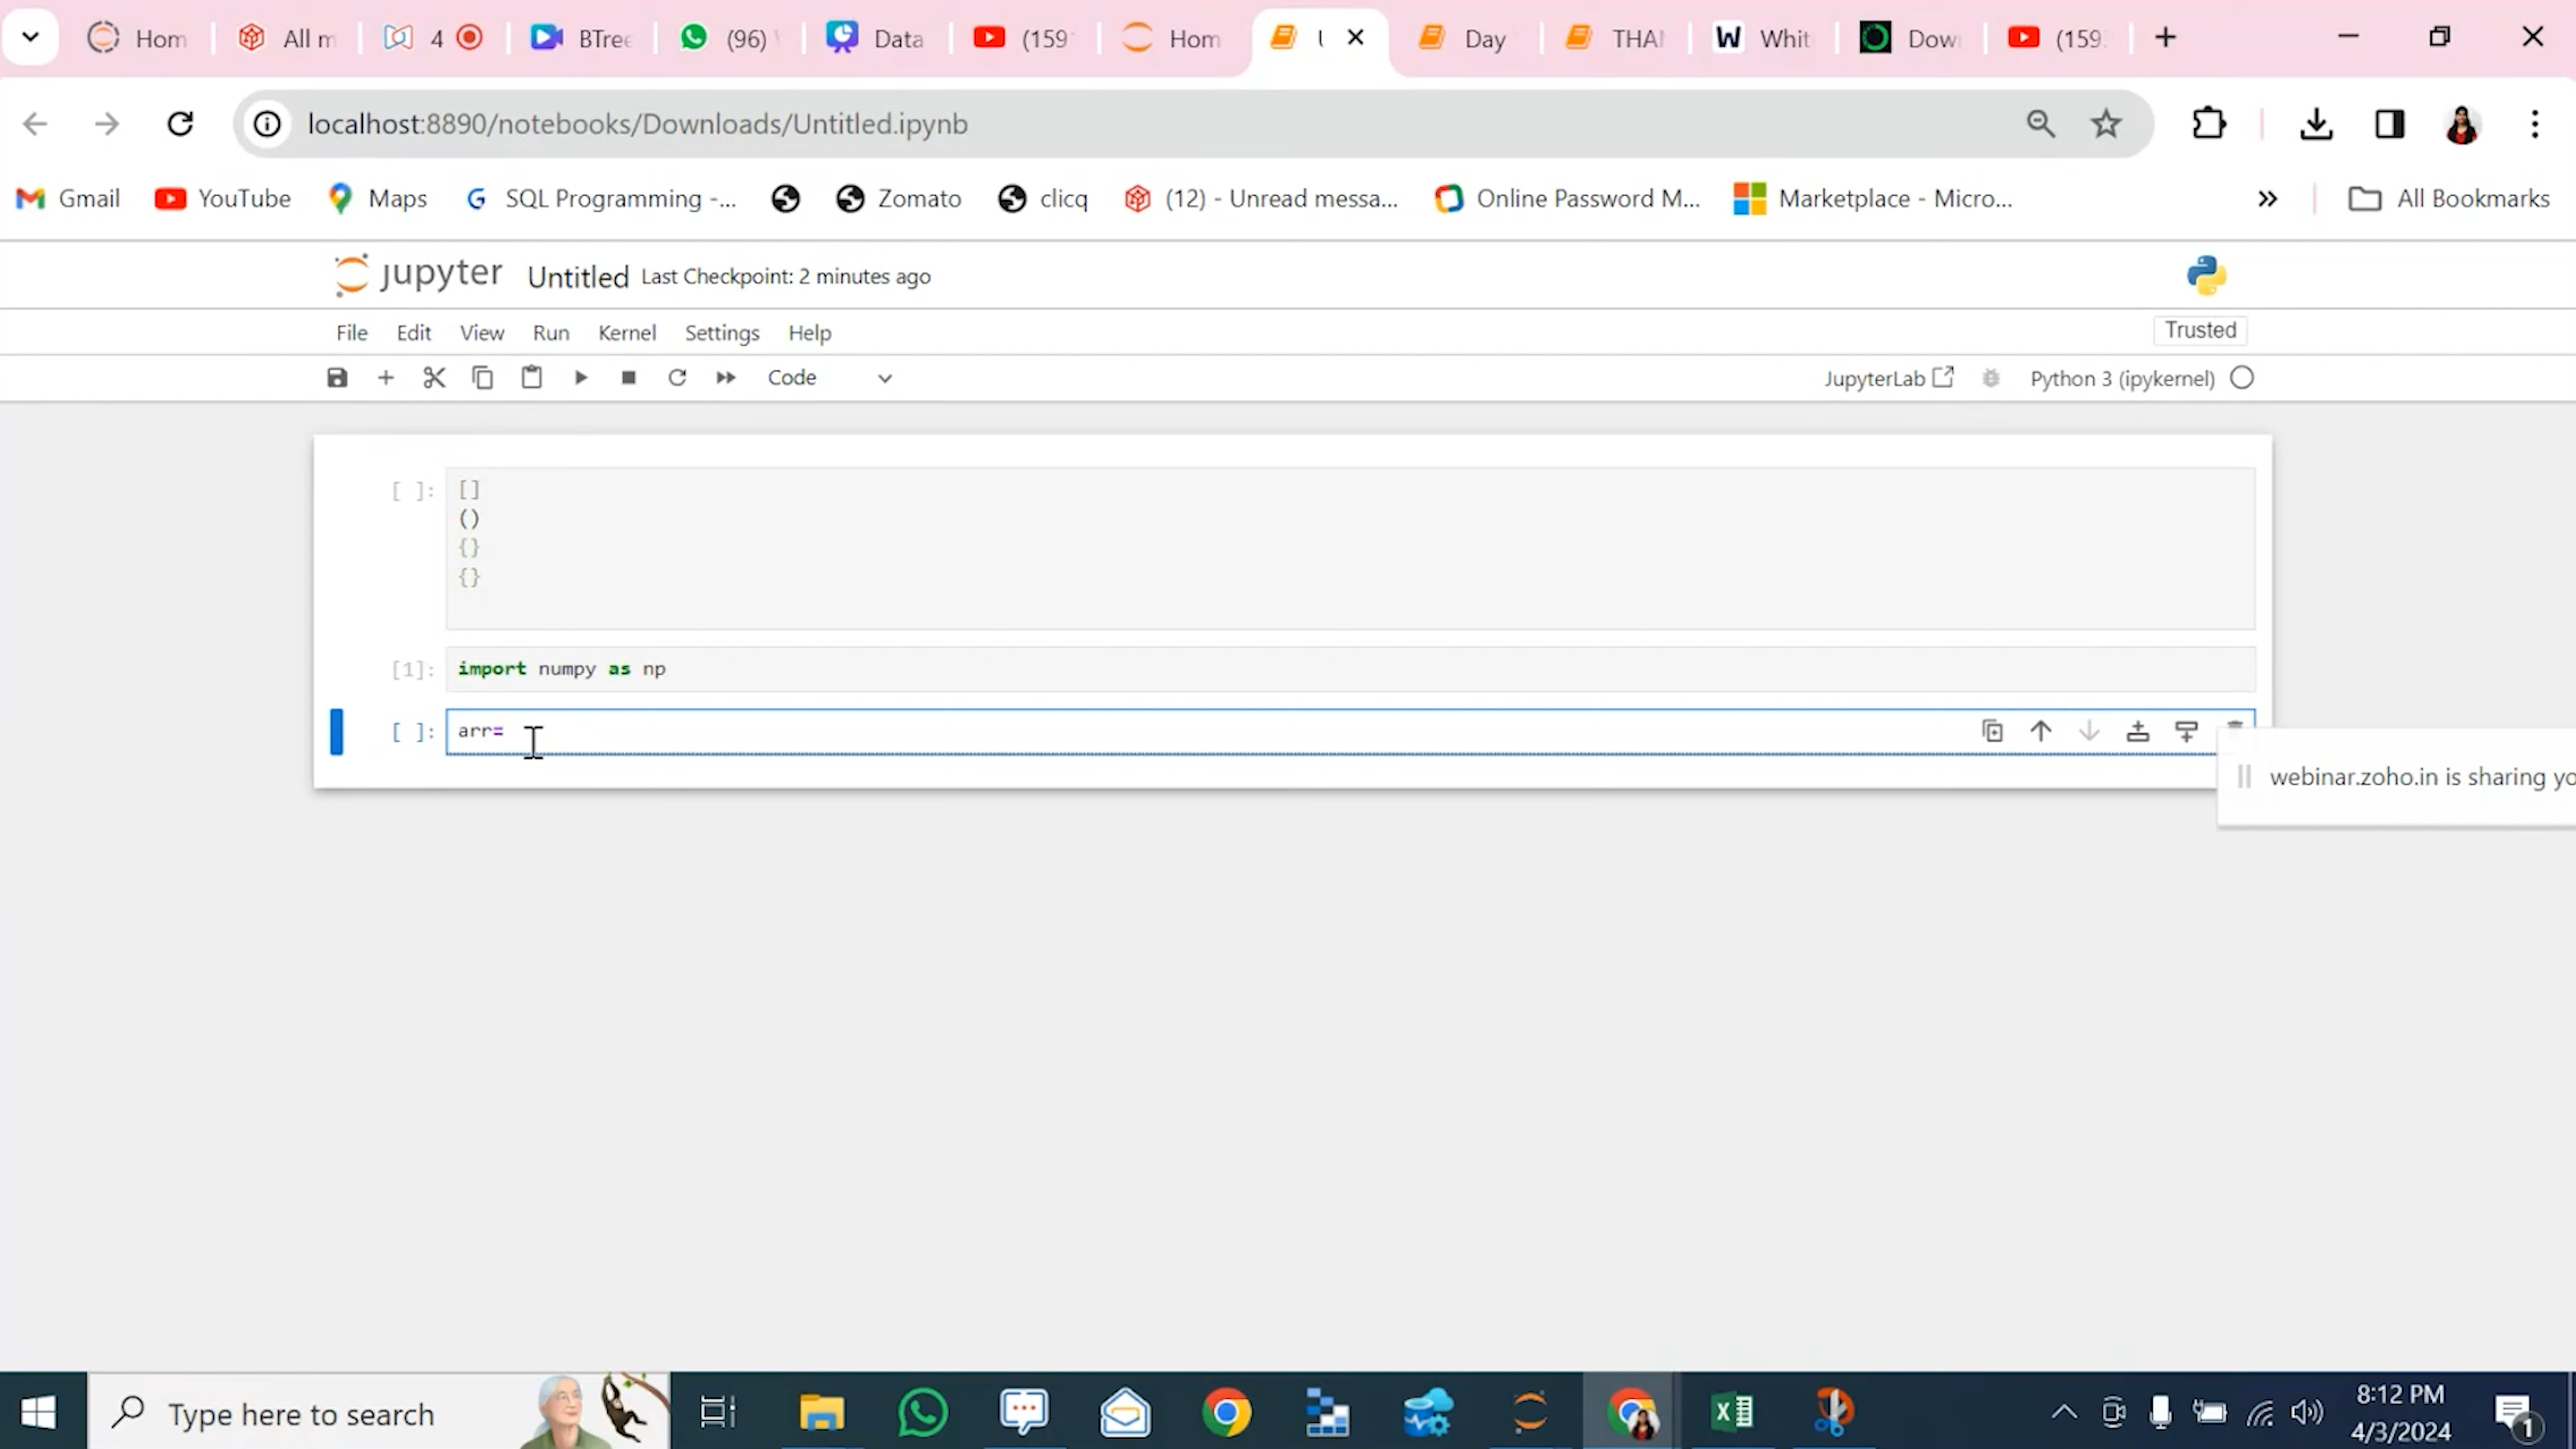 Hom
All m
4
BTree
(96)
Data
(159
Hom
Day
THA
W
Whit
Dow
(159
localhost:8890/notebooks/Downloads/Untitled.ipynb
Gmail
YouTube
Maps
SQL Programming -...
Zomato
clicq
(12) - Unread messa...
Online Password M...
Marketplace - Micro...
All Bookmarks
jupyter
Untitled
Last Checkpoint: 2 minutes ago
File
Edit
View
Run
Kernel
Settings
Help
Trusted
Code
JupyterLab
Python 3 (ipykernel)
[ ]:
[]
()
{}
{}
[1]:
import numpy as np
[ ]:
arr=
webinar.zoho.in is sharing yo
Type here to search
8:12 PM
4/3/2024
1